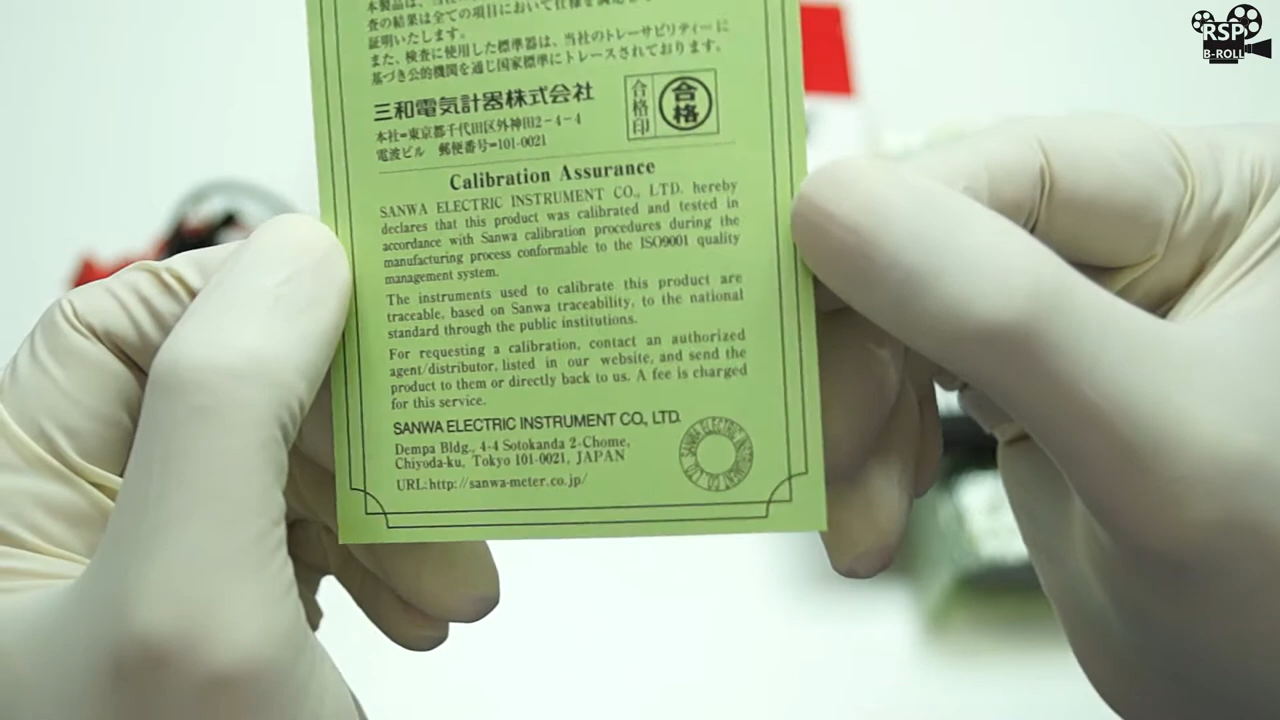 本製品は、当社の
査の結果は全ての項目において仕様を満足
証明いたします。
また、検査に使用した標準器は、当社のトレーサビリティーに
基づき公的機関を通じ国家標準にトレースされております。
三和電気計器株式会社
本社=東京都千代田区外神田2-4-4
電波ビル 郵便番号=101-0021
合格印
合格
Calibration Assurance
SANWA ELECTRIC INSTRUMENT CO., LTD. hereby
declares that this product was calibrated and tested in
accordance with Sanwa calibration procedures during the
manufacturing process conformable to the ISO9001 quality
management system.
The instruments used to calibrate this product are
traceable, based on Sanwa traceability, to the national
standard through the public institutions.
For requesting a calibration, contact an authorized
agent/distributor, listed in our website, and send the
product to them or directly back to us. A fee is charged
for this service.
SANWA ELECTRIC INSTRUMENT CO., LTD.
Dempa Bldg., 4-4 Sotokanda 2-Chome,
Chiyoda-ku, Tokyo 101-0021, JAPAN
URL:http://sanwa-meter.co.jp/
SANWA ELECTRIC INSTRUMENT CO LTD
RSP
B-ROLL